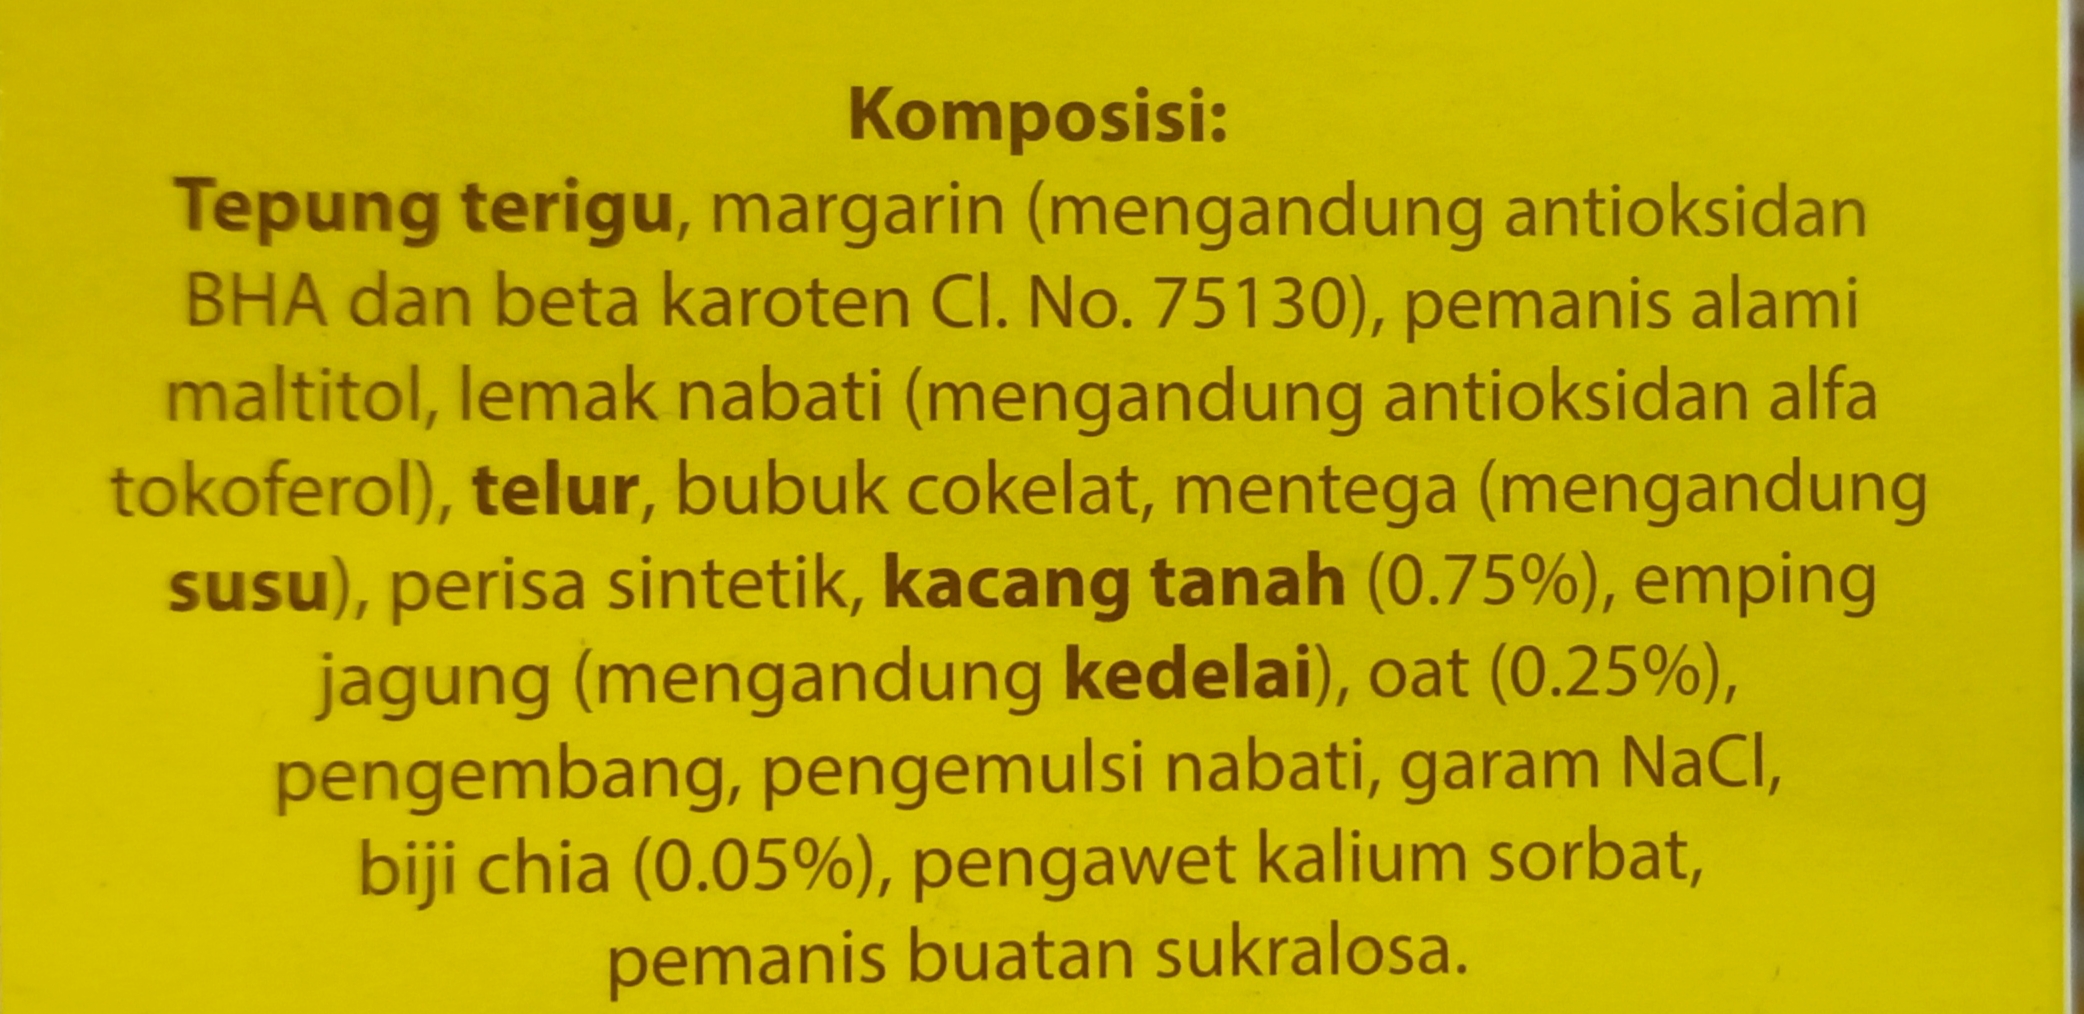 Komposisi:
Tepung terigu, margarin (mengandung antioksidan
BHA dan beta karoten Cl. No. 75130), pemanis alami
maltitol, lemak nabati (mengandung antioksidan alfa
tokoferol), telur, bubuk cokelat, mentega (mengandung
susu), perisa sintetik, kacang tanah (0.75%), emping
jagung (mengandung kedelai), oat (0.25%),
pengembang, pengemulsi nabati, garam NaCl,
biji chia (0.05%), pengawet kalium sorbat,
pemanis buatan sukralosa.